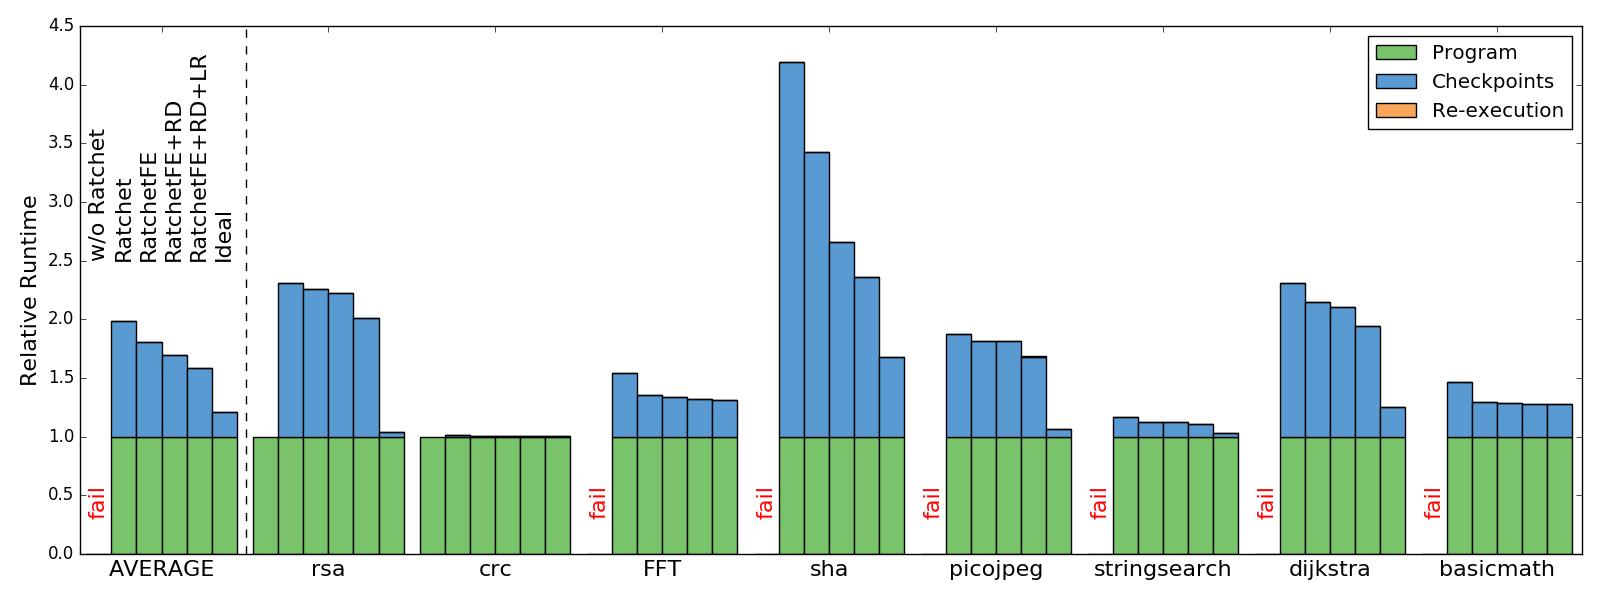 4.5
4.0
3.5
3.0
2.5
2.0
1.5
1.0
0.5
0.0
Relative Runtime
w/o Ratchet
Ratchet
RatchetFE
RatchetFE+RD
RatchetFE+RD+LR
Ideal
Program
Checkpoints
Re-execution
fail
fail
fail
fail
fail
fail
fail
AVERAGE
rsa
crc
FFT
sha
picojpeg
stringsearch
dijkstra
basicmath